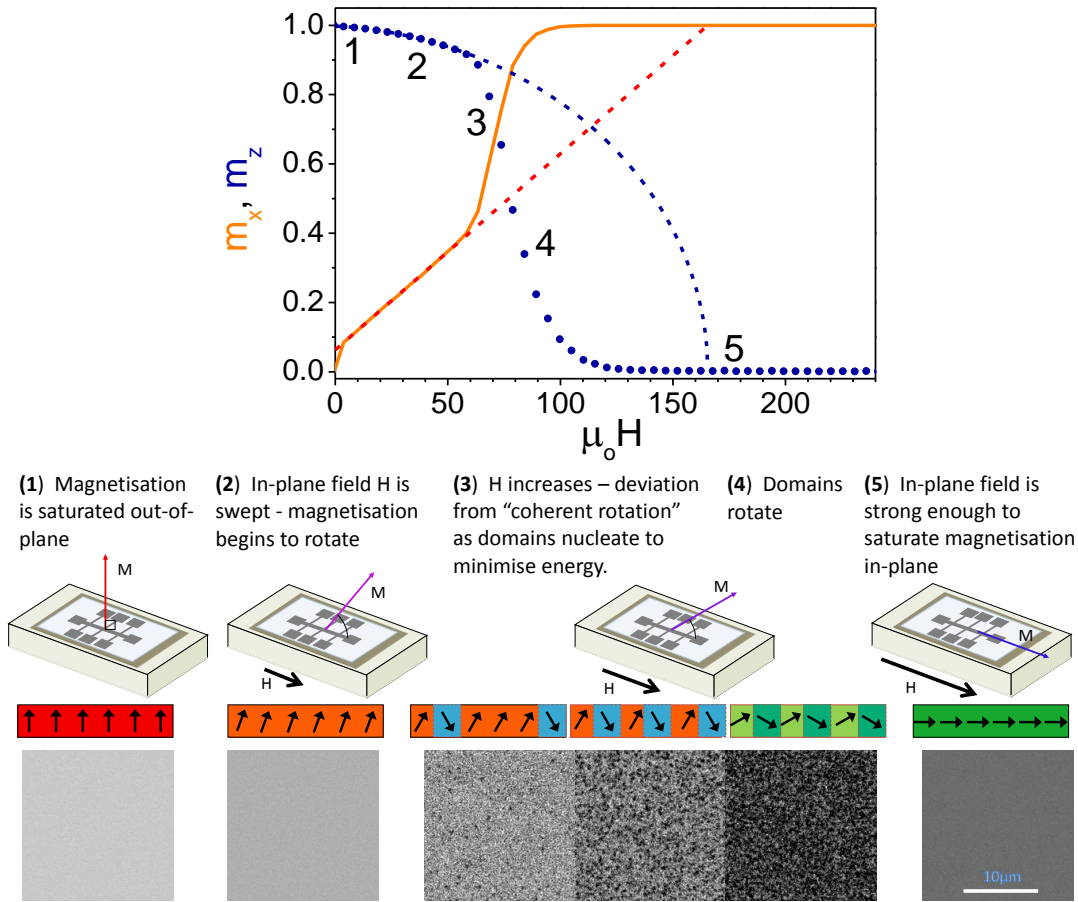 1.0
0.8
0.6
0.4
0.2
0.0
mₓ, m_z
0
50
100
150
200
μₒH
1
2
3
4
5
(1) Magnetisation
is saturated out-of-
plane
(2) In-plane field H is
swept - magnetisation
begins to rotate
(3) H increases – deviation
from “coherent rotation”
as domains nucleate to
minimise energy.
(4) Domains
rotate
(5) In-plane field is
strong enough to
saturate magnetisation
in-plane
M
M
H
M
H
M
H
10μm